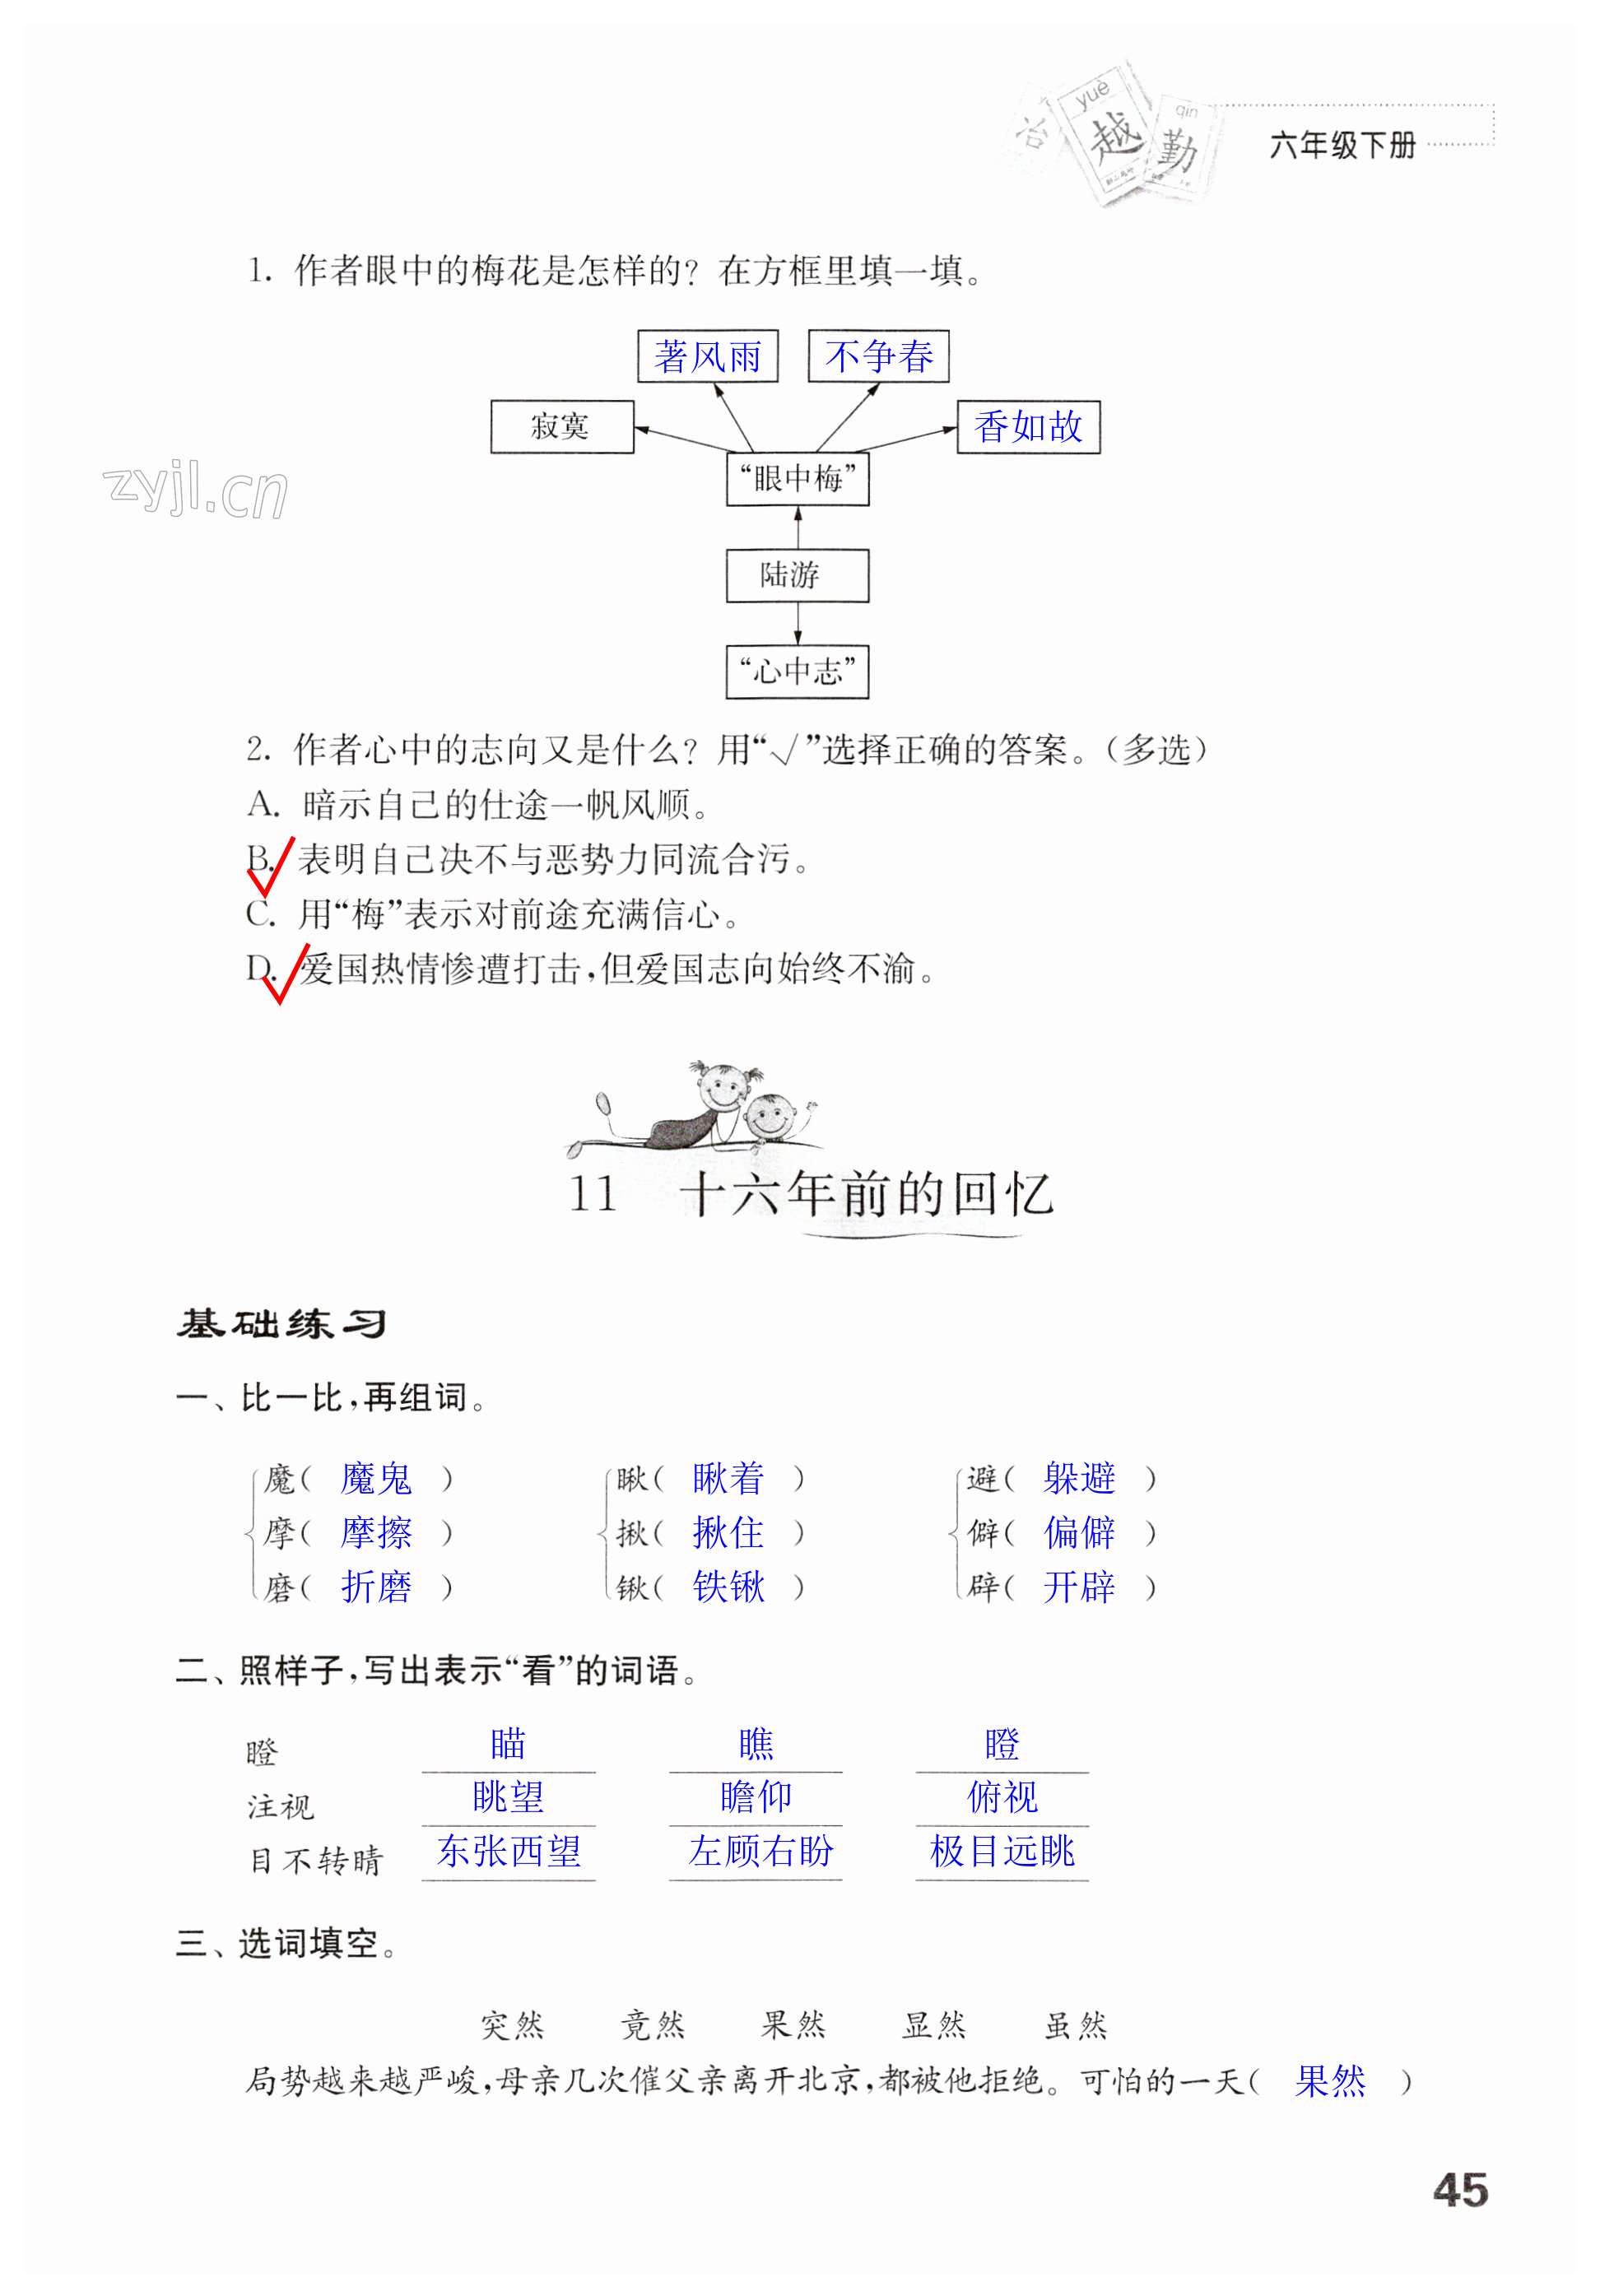 yuè
越
qin
勤
六年级下册
1. 作者眼中的梅花是怎样的？在方框里填一填。
著风雨 不争春
寂寞 香如故
“眼中梅”
zyjl.cn
陆游
“心中志”
2. 作者心中的志向又是什么？用“√”选择正确的答案。（多选）
A. 暗示自己的仕途一帆风顺。
B. 表明自己决不与恶势力同流合污。
C. 用“梅”表示对前途充满信心。
D. 爱国热情惨遭打击，但爱国志向始终不渝。
11 十六年前的回忆
基础练习
一、比一比，再组词。
魔（ 魔鬼 ） 瞅（ 瞅着 ） 避（ 躲避 ）
摩（ 摩擦 ） 揪（ 揪住 ） 僻（ 偏僻 ）
磨（ 折磨 ） 锹（ 铁锹 ） 辟（ 开辟 ）
二、照样子，写出表示“看”的词语。
瞪 瞄 瞧 瞪
注视 眺望 瞻仰 俯视
目不转睛 东张西望 左顾右盼 极目远眺
三、选词填空。
突然 竟然 果然 显然 虽然
局势越来越严峻，母亲几次催父亲离开北京，都被他拒绝。可怕的一天（ 果然 ）
45